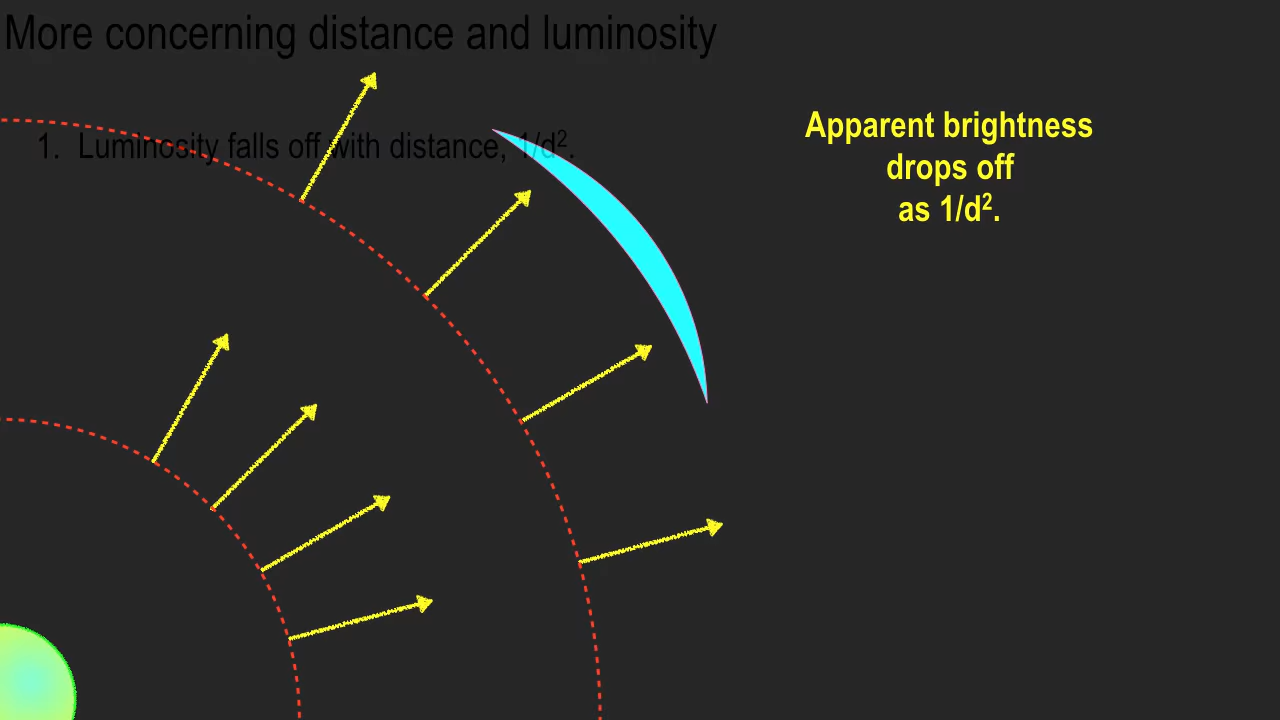 More concerning distance and luminosity
1. Luminosity falls off with distance, 1/d².
Apparent brightness
drops off
as 1/d².